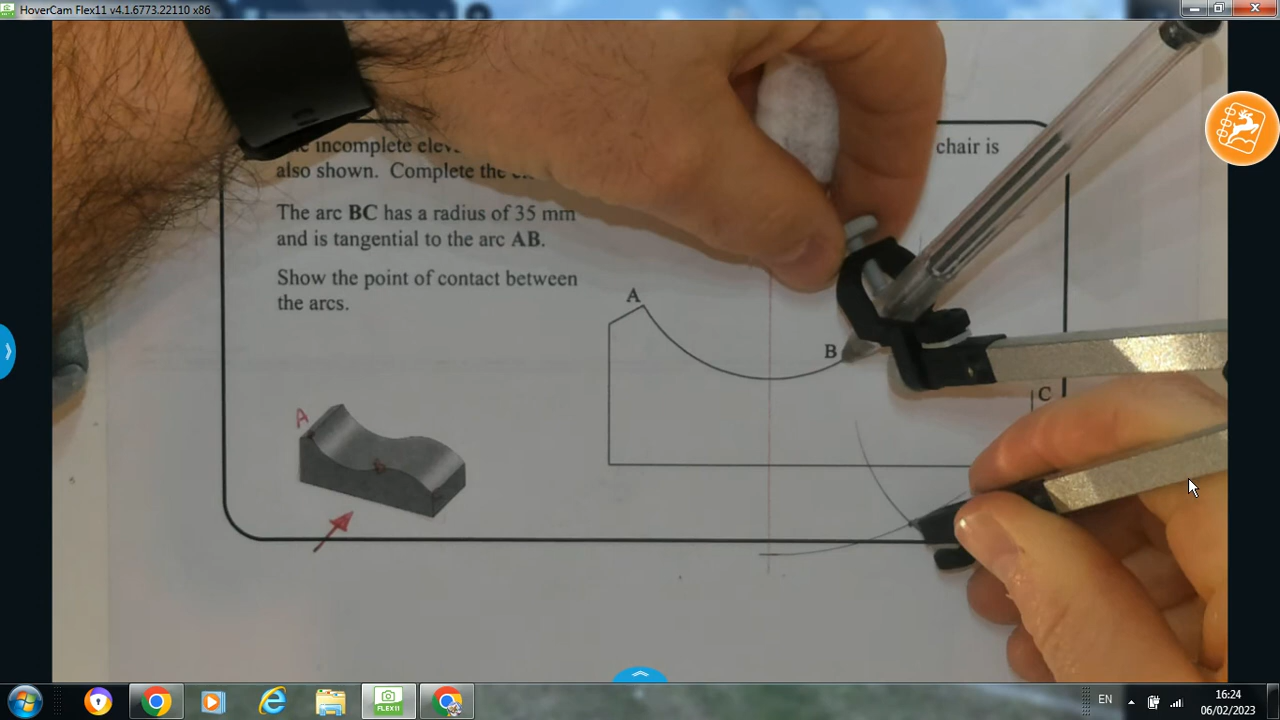 HoverCam Flex11 v4.1.6773.22110 x86
incomplete chair is
also shown. Complete the
The arc BC has a radius of 35 mm
and is tangential to the arc AB.
Show the point of contact between
the arcs.
A
B
C
A
FLEX11
EN
16:24
06/02/2023